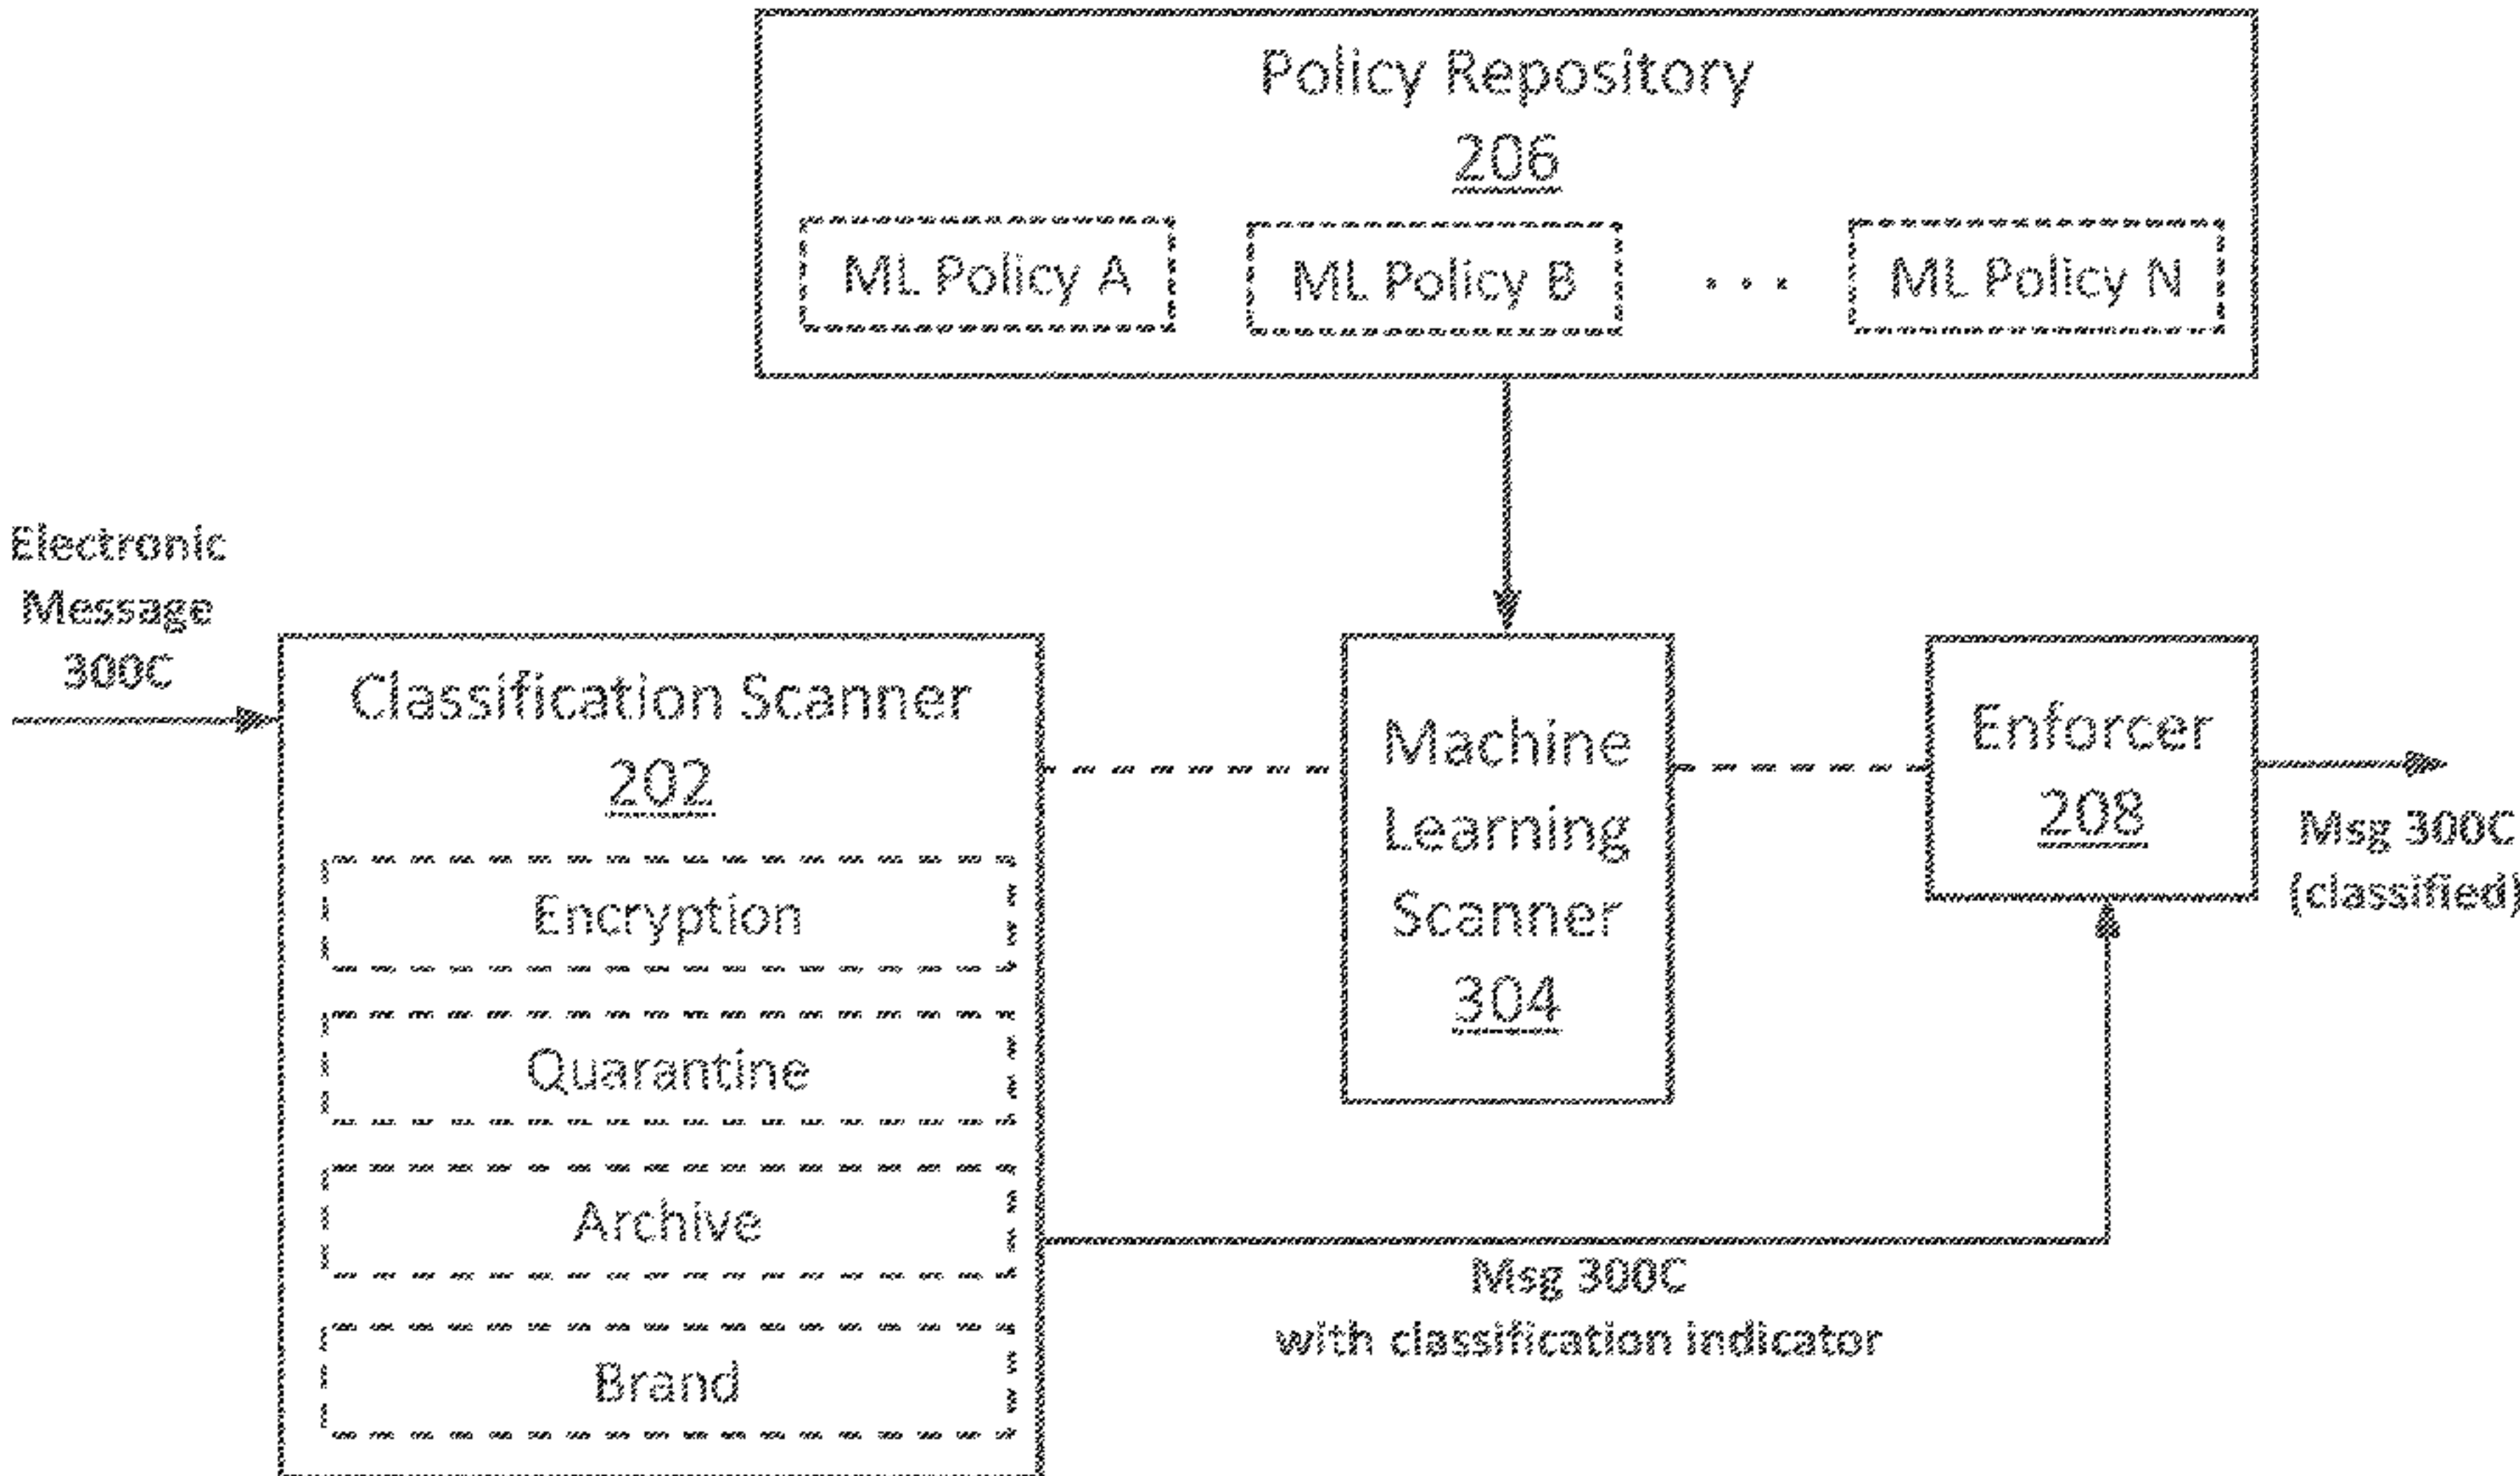 Policy Repository
206
ML Policy A
ML Policy B
. . .
ML Policy N
Electronic
Message
300C
Classification Scanner
202
Encryption
Quarantine
Archive
Brand
Machine
Learning
Scanner
304
Enforcer
208
Msg 300C
(classified)
Msg 300C
with classification indicator